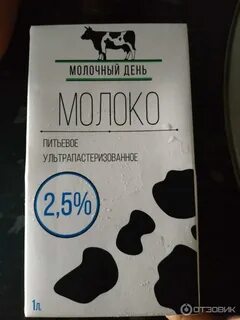 МОЛОЧНЫЙ ДЕНЬ
МОЛОКО
ПИТЬЕВОЕ
УЛЬТРАПАСТЕРИЗОВАННОЕ
2,5%
1л.
ОТЗОВИК